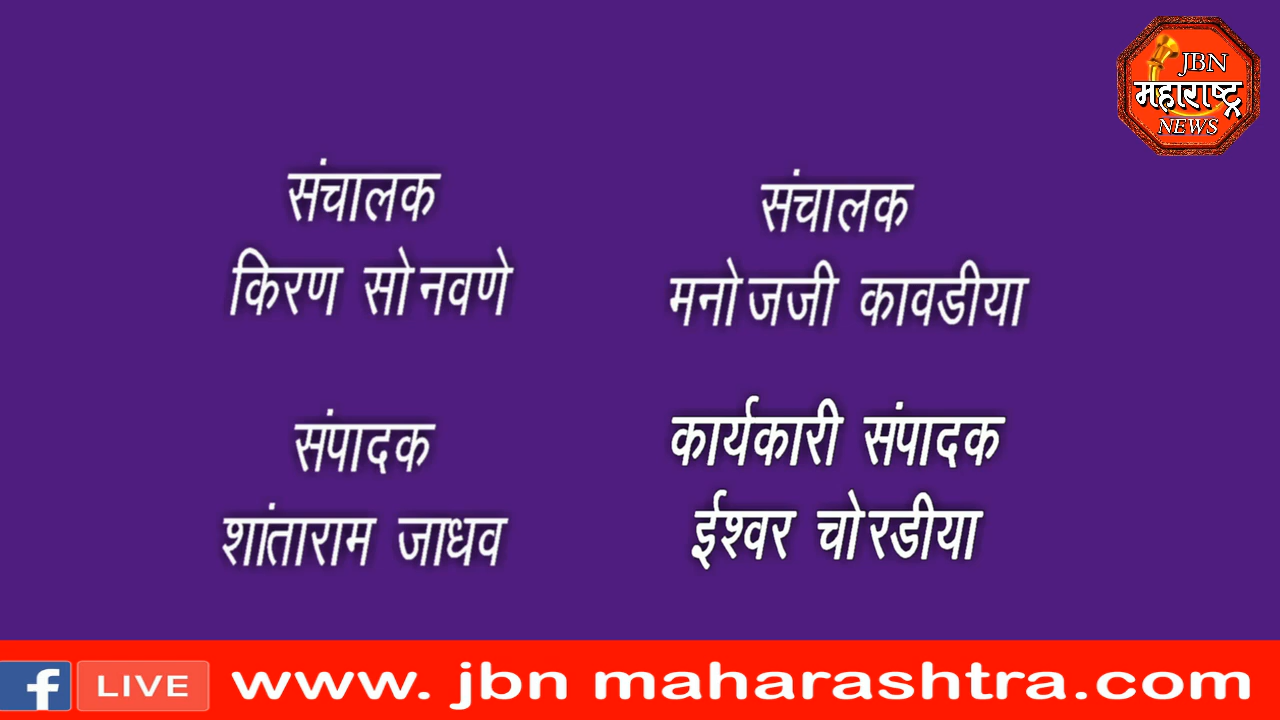 JBN
महाराष्ट्र
NEWS
संचालक
किरण सोनवणे
संचालक
मनोजजी कावडीया
संपादक
शांताराम जाधव
कार्यकारी संपादक
ईश्वर चोरडीया
f LIVE www. jbn maharashtra.com